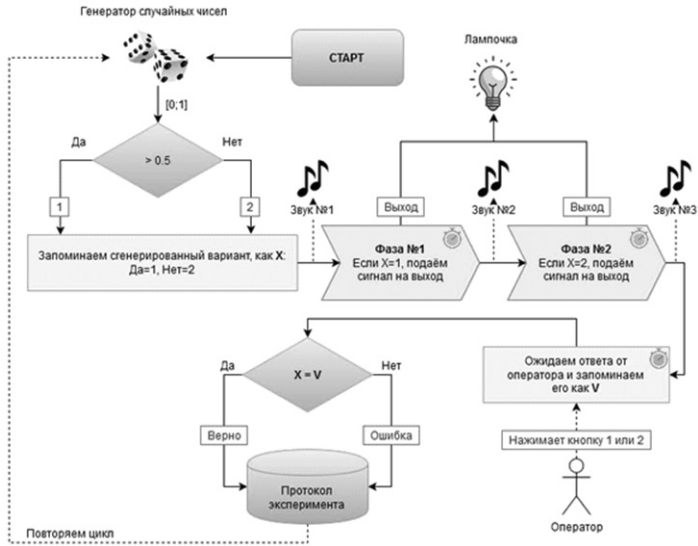 Генератор случайных чисел
СТАРТ
Лампочка
[0;1]
Да
Нет
> 0.5
1
2
Звук №1
Выход
Звук №2
Выход
Звук №3
Запоминаем сгенерированный вариант, как X:
Да=1, Нет=2
Фаза №1
Если X=1, подаём
сигнал на выход
Фаза №2
Если X=2, подаём
сигнал на выход
Да
Нет
X = V
Ожидаем ответа от
оператора и запоминаем
его как V
Верно
Ошибка
Нажимает кнопку 1 или 2
Протокол
эксперимента
Оператор
Повторяем цикл